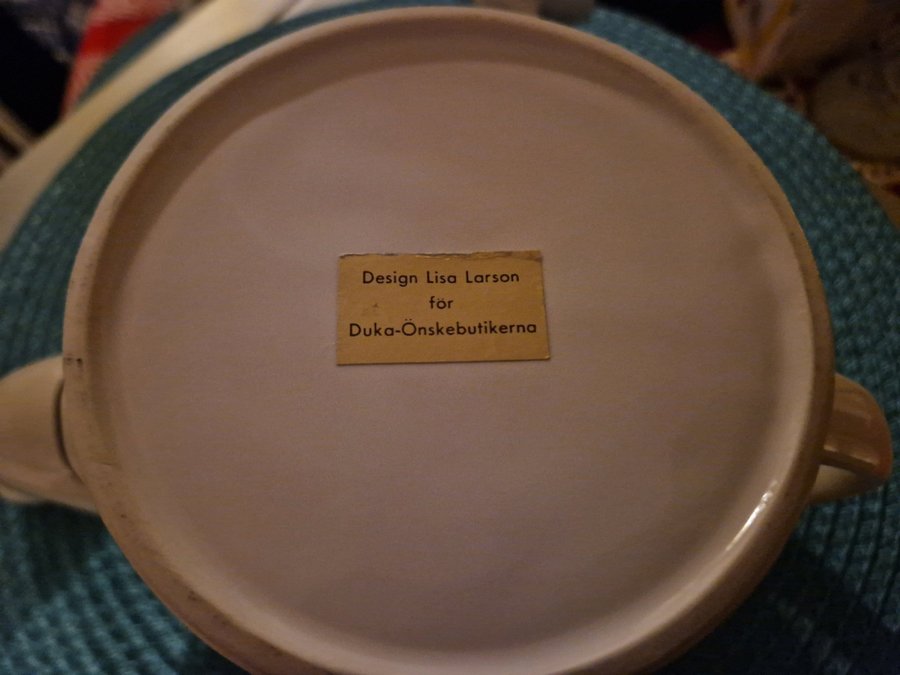 Design Lisa Larson
för
Duka-Önskebutikerna